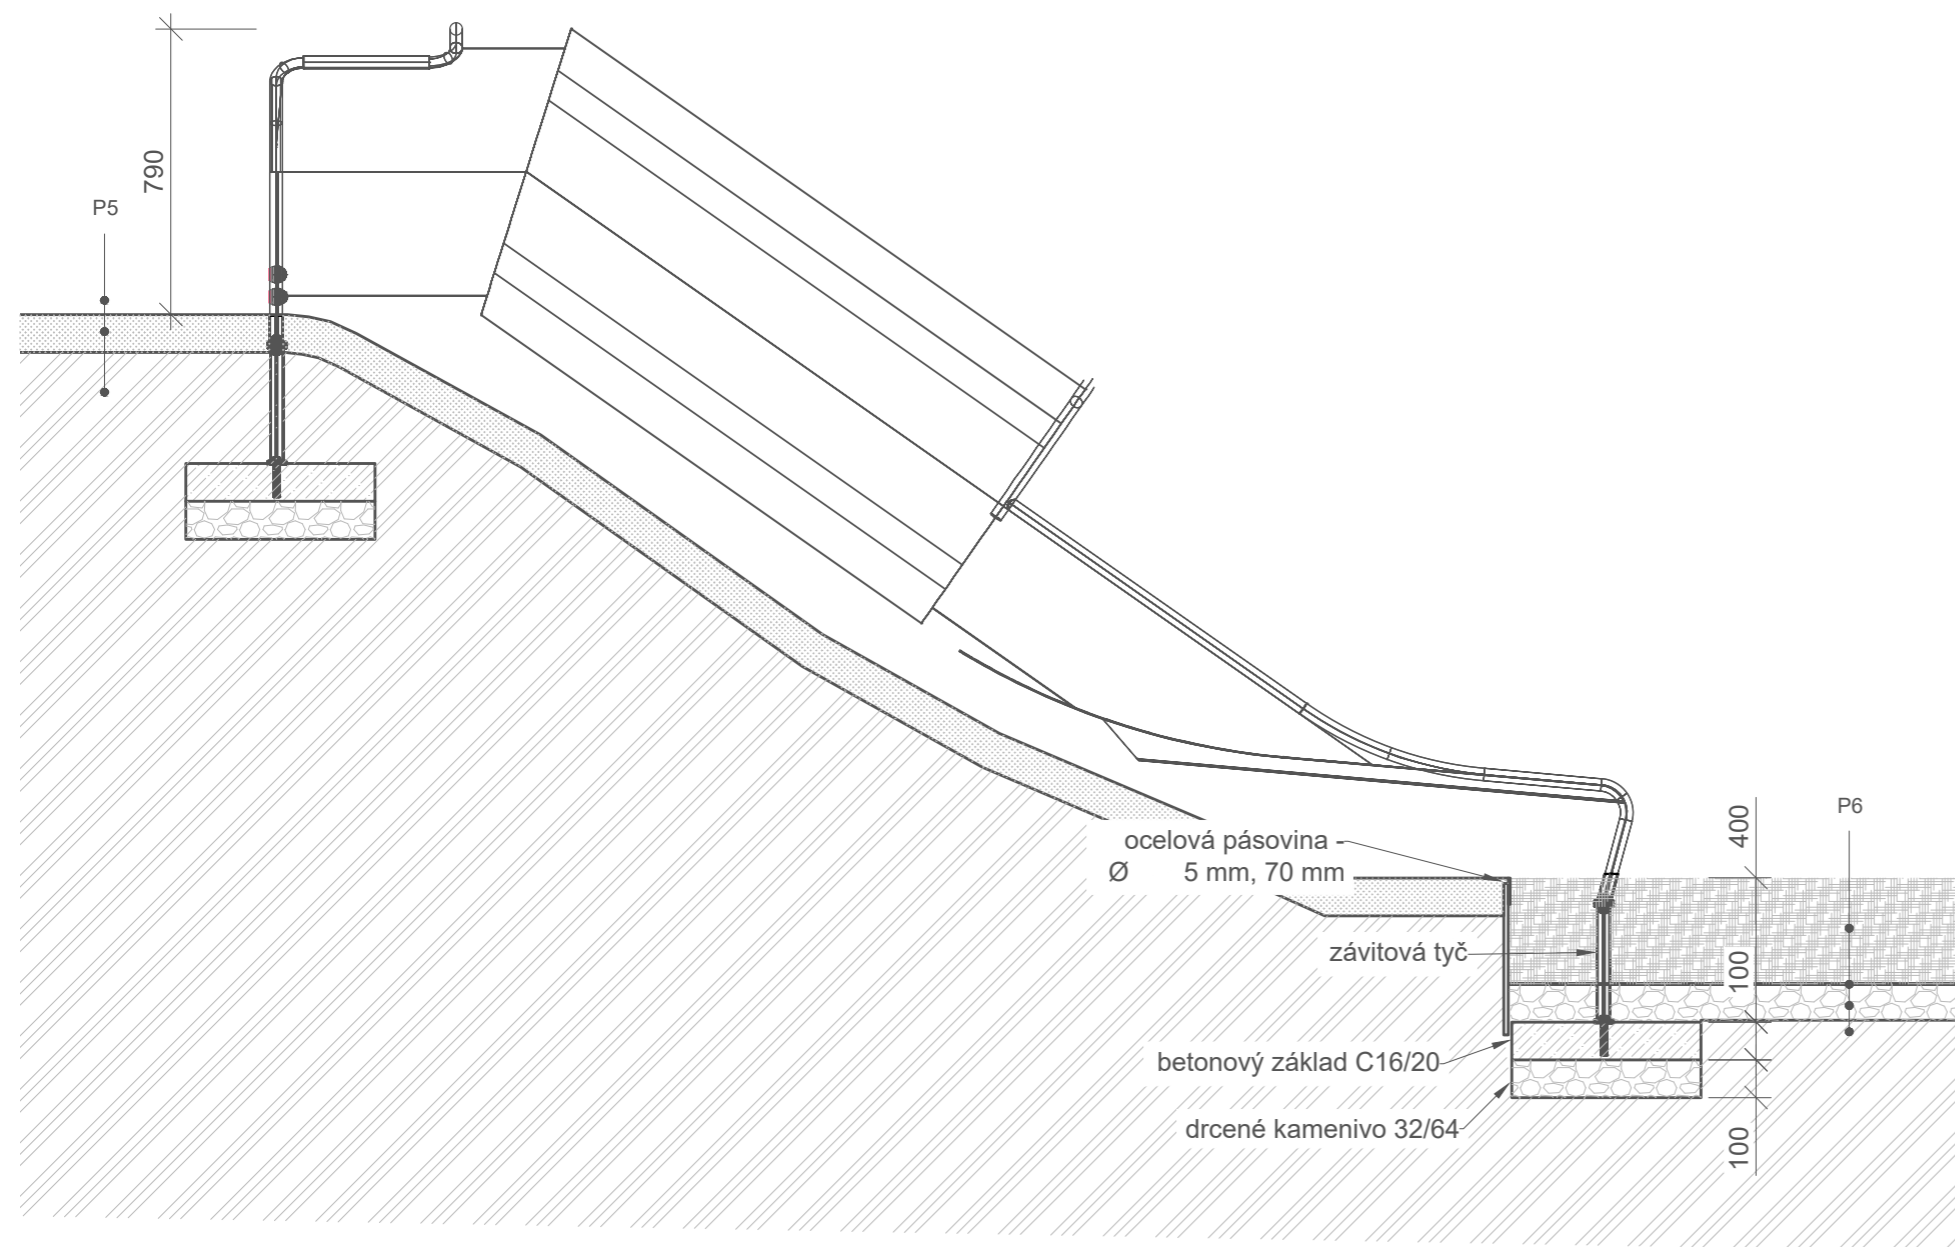 790
P5
ocelová pásovina -
Ø 5 mm, 70 mm
400
P6
závitová tyč
100
betonový základ C16/20
drcené kamenivo 32/64
100